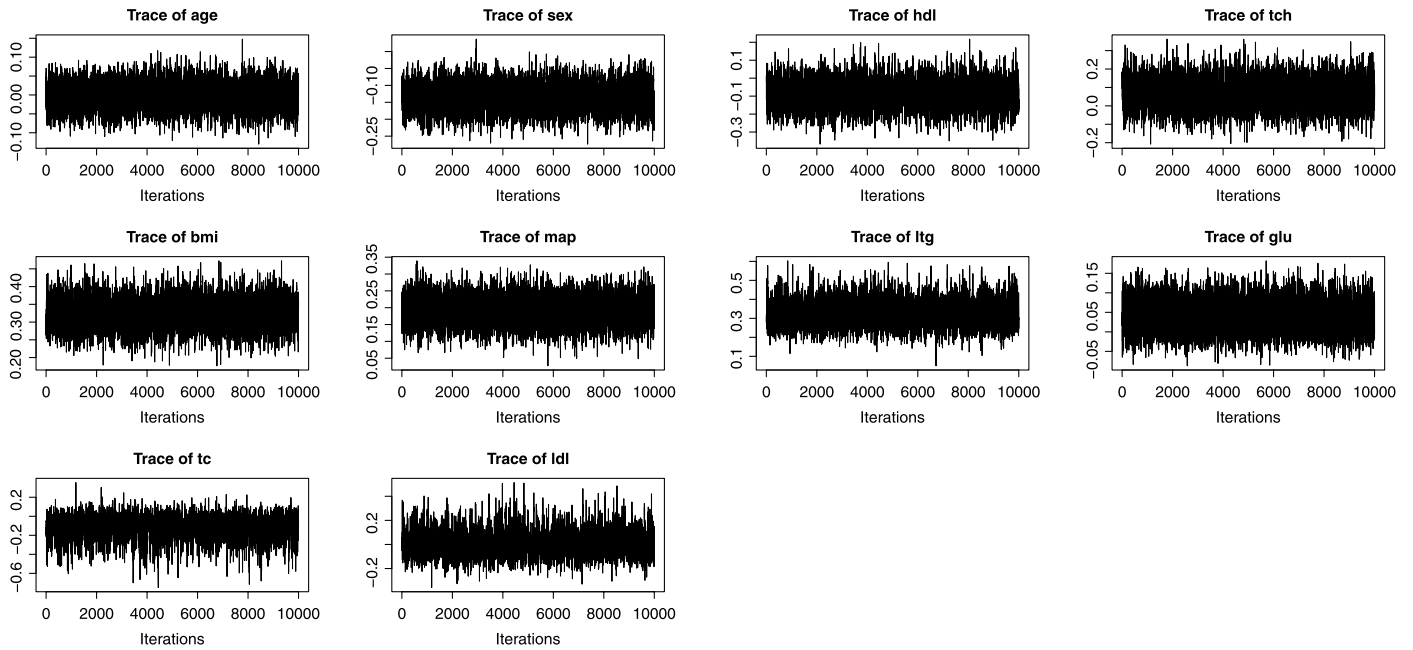 Trace of age
0.10
0.00
−0.10
0 2000 4000 6000 8000 10000
Iterations
Trace of sex
−0.10
−0.25
0 2000 4000 6000 8000 10000
Iterations
Trace of hdl
0.1
−0.1
−0.3
0 2000 4000 6000 8000 10000
Iterations
Trace of tch
0.2
0.0
−0.2
0 2000 4000 6000 8000 10000
Iterations
Trace of bmi
0.40
0.30
0.20
0 2000 4000 6000 8000 10000
Iterations
Trace of map
0.35
0.25
0.15
0.05
0 2000 4000 6000 8000 10000
Iterations
Trace of ltg
0.5
0.3
0.1
0 2000 4000 6000 8000 10000
Iterations
Trace of glu
0.15
0.05
−0.05
0 2000 4000 6000 8000 10000
Iterations
Trace of tc
0.2
−0.2
−0.6
0 2000 4000 6000 8000 10000
Iterations
Trace of ldl
0.2
−0.2
0 2000 4000 6000 8000 10000
Iterations